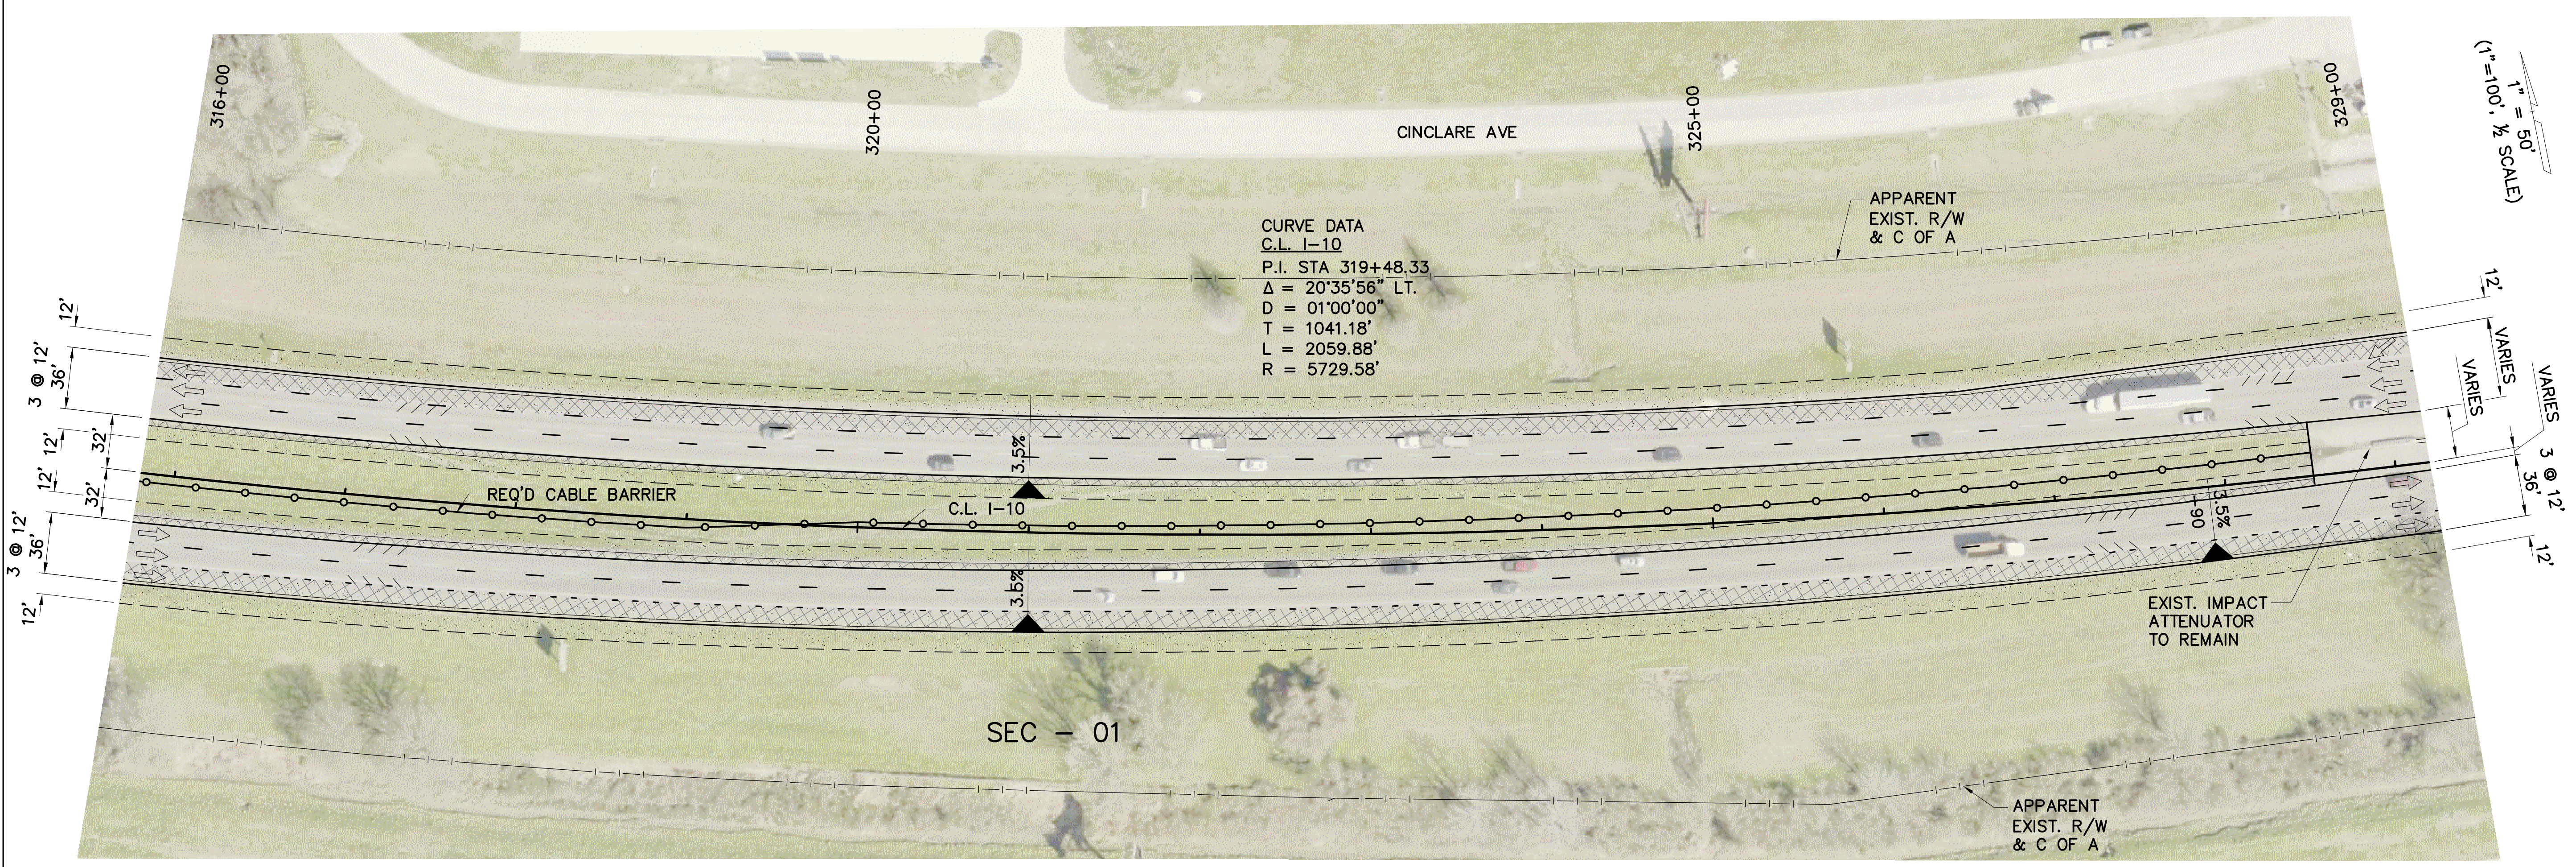 316+00
320+00
CINCLARE AVE
325+00
329+00
1" = 50'
(1"=100', ½ SCALE)
APPARENT
EXIST. R/W
& C OF A
CURVE DATA
C.L. I-10
P.I. STA 319+48.33
Δ = 20°35'56" LT.
D = 01°00'00"
T = 1041.18'
L = 2059.88'
R = 5729.58'
12'
3 @ 12'
36'
12'
32'
12'
32'
3 @ 12'
36'
12'
REQ'D CABLE BARRIER
C.L. I-10
3.5%
3.5%
-90
3.5%
12'
VARIES
VARIES
VARIES
3 @ 12'
36'
12'
EXIST. IMPACT
ATTENUATOR
TO REMAIN
SEC - 01
APPARENT
EXIST. R/W
& C OF A